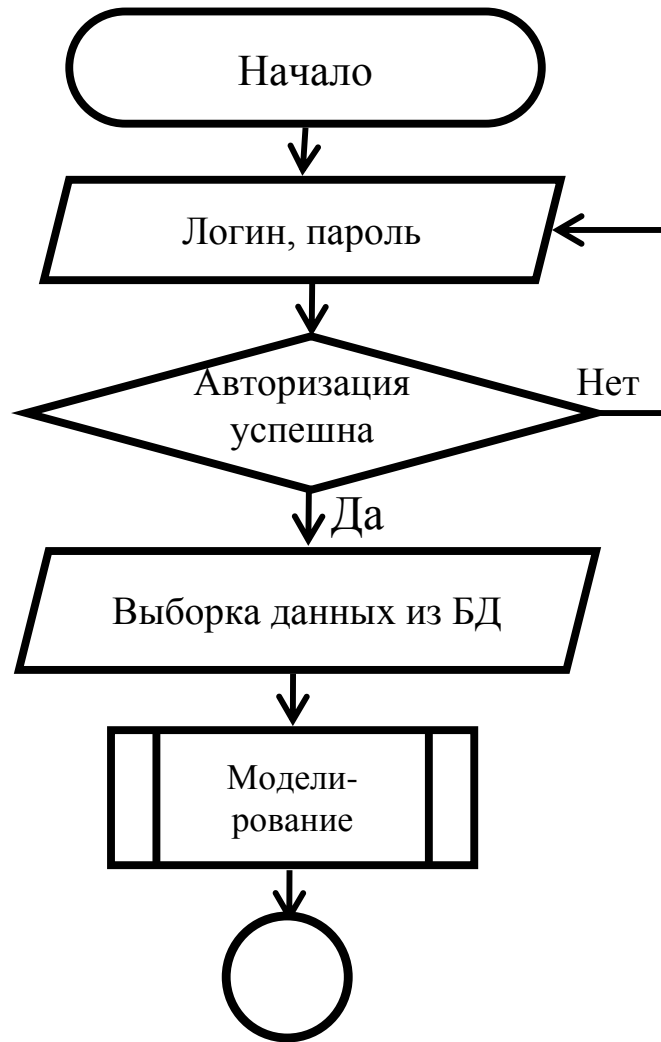 Начало
Логин, пароль
Авторизация
успешна
Нет
Да
Выборка данных из БД
Модели-
рование